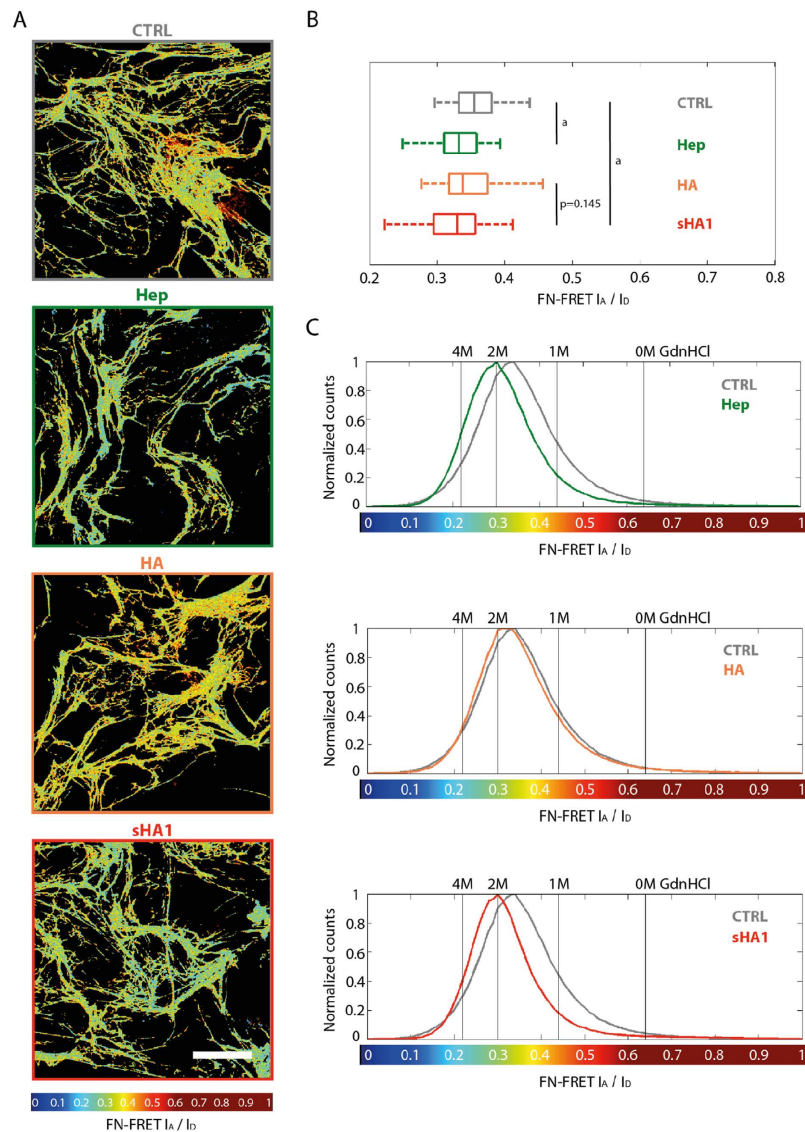 A
CTRL
Hep
HA
sHA1
0 0.1 0.2 0.3 0.4 0.5 0.6 0.7 0.8 0.9 1
FN-FRET IA / ID
B
CTRL
a
Hep
a
HA
p=0.145
sHA1
0.2 0.3 0.4 0.5 0.6 0.7 0.8
FN-FRET IA / ID
C
4M 2M 1M 0M GdnHCl
1
0.8
0.6
0.4
0.2
0
Normalized counts
CTRL
Hep
0 0.1 0.2 0.3 0.4 0.5 0.6 0.7 0.8 0.9 1
FN-FRET IA / ID
4M 2M 1M 0M GdnHCl
1
0.8
0.6
0.4
0.2
0
Normalized counts
CTRL
HA
0 0.1 0.2 0.3 0.4 0.5 0.6 0.7 0.8 0.9 1
FN-FRET IA / ID
4M 2M 1M 0M GdnHCl
1
0.8
0.6
0.4
0.2
0
Normalized counts
CTRL
sHA1
0 0.1 0.2 0.3 0.4 0.5 0.6 0.7 0.8 0.9 1
FN-FRET IA / ID